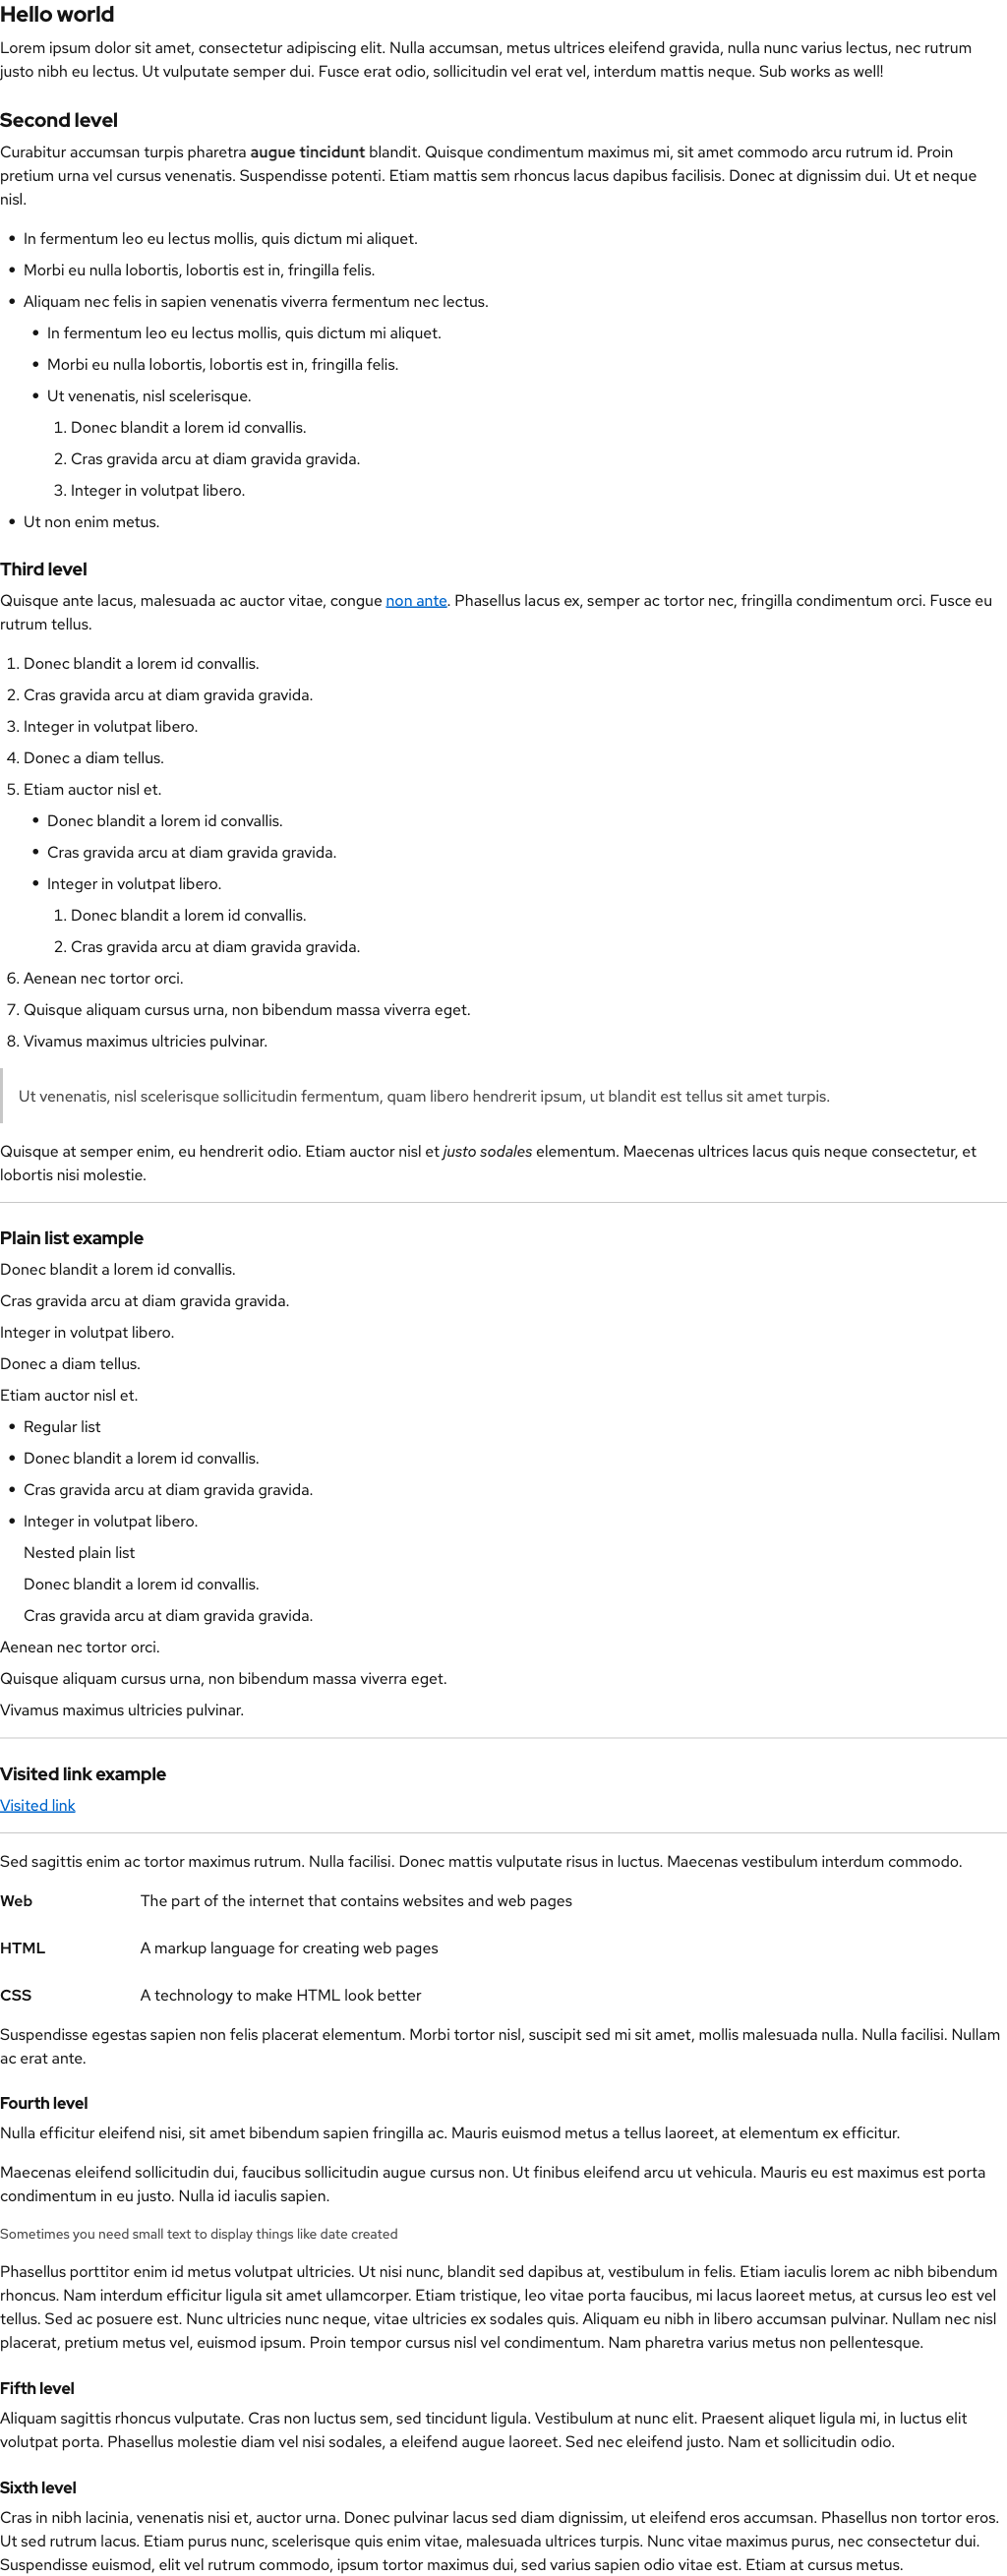 Hello world
Lorem ipsum dolor sit amet, consectetur adipiscing elit. Nulla accumsan, metus ultrices eleifend gravida, nulla nunc varius lectus, nec rutrum
justo nibh eu lectus. Ut vulputate semper dui. Fusce erat odio, sollicitudin vel erat vel, interdum mattis neque. Sub works as well!
Second level
Curabitur accumsan turpis pharetra augue tincidunt blandit. Quisque condimentum maximus mi, sit amet commodo arcu rutrum id. Proin
pretium urna vel cursus venenatis. Suspendisse potenti. Etiam mattis sem rhoncus lacus dapibus facilisis. Donec at dignissim dui. Ut et neque
nisl.
• In fermentum leo eu lectus mollis, quis dictum mi aliquet.
• Morbi eu nulla lobortis, lobortis est in, fringilla felis.
• Aliquam nec felis in sapien venenatis viverra fermentum nec lectus.
• In fermentum leo eu lectus mollis, quis dictum mi aliquet.
• Morbi eu nulla lobortis, lobortis est in, fringilla felis.
• Ut venenatis, nisl scelerisque.
1. Donec blandit a lorem id convallis.
2. Cras gravida arcu at diam gravida gravida.
3. Integer in volutpat libero.
• Ut non enim metus.
Third level
Quisque ante lacus, malesuada ac auctor vitae, congue non ante. Phasellus lacus ex, semper ac tortor nec, fringilla condimentum orci. Fusce eu
rutrum tellus.
1. Donec blandit a lorem id convallis.
2. Cras gravida arcu at diam gravida gravida.
3. Integer in volutpat libero.
4. Donec a diam tellus.
5. Etiam auctor nisl et.
• Donec blandit a lorem id convallis.
• Cras gravida arcu at diam gravida gravida.
• Integer in volutpat libero.
1. Donec blandit a lorem id convallis.
2. Cras gravida arcu at diam gravida gravida.
6. Aenean nec tortor orci.
7. Quisque aliquam cursus urna, non bibendum massa viverra eget.
8. Vivamus maximus ultricies pulvinar.
Ut venenatis, nisl scelerisque sollicitudin fermentum, quam libero hendrerit ipsum, ut blandit est tellus sit amet turpis.
Quisque at semper enim, eu hendrerit odio. Etiam auctor nisl et justo sodales elementum. Maecenas ultrices lacus quis neque consectetur, et
lobortis nisi molestie.
Plain list example
Donec blandit a lorem id convallis.
Cras gravida arcu at diam gravida gravida.
Integer in volutpat libero.
Donec a diam tellus.
Etiam auctor nisl et.
• Regular list
• Donec blandit a lorem id convallis.
• Cras gravida arcu at diam gravida gravida.
• Integer in volutpat libero.
Nested plain list
Donec blandit a lorem id convallis.
Cras gravida arcu at diam gravida gravida.
Aenean nec tortor orci.
Quisque aliquam cursus urna, non bibendum massa viverra eget.
Vivamus maximus ultricies pulvinar.
Visited link example
Visited link
Sed sagittis enim ac tortor maximus rutrum. Nulla facilisi. Donec mattis vulputate risus in luctus. Maecenas vestibulum interdum commodo.
Web The part of the internet that contains websites and web pages
HTML A markup language for creating web pages
CSS A technology to make HTML look better
Suspendisse egestas sapien non felis placerat elementum. Morbi tortor nisl, suscipit sed mi sit amet, mollis malesuada nulla. Nulla facilisi. Nullam
ac erat ante.
Fourth level
Nulla efficitur eleifend nisi, sit amet bibendum sapien fringilla ac. Mauris euismod metus a tellus laoreet, at elementum ex efficitur.
Maecenas eleifend sollicitudin dui, faucibus sollicitudin augue cursus non. Ut finibus eleifend arcu ut vehicula. Mauris eu est maximus est porta
condimentum in eu justo. Nulla id iaculis sapien.
Sometimes you need small text to display things like date created
Phasellus porttitor enim id metus volutpat ultricies. Ut nisi nunc, blandit sed dapibus at, vestibulum in felis. Etiam iaculis lorem ac nibh bibendum
rhoncus. Nam interdum efficitur ligula sit amet ullamcorper. Etiam tristique, leo vitae porta faucibus, mi lacus laoreet metus, at cursus leo est vel
tellus. Sed ac posuere est. Nunc ultricies nunc neque, vitae ultricies ex sodales quis. Aliquam eu nibh in libero accumsan pulvinar. Nullam nec nisl
placerat, pretium metus vel, euismod ipsum. Proin tempor cursus nisl vel condimentum. Nam pharetra varius metus non pellentesque.
Fifth level
Aliquam sagittis rhoncus vulputate. Cras non luctus sem, sed tincidunt ligula. Vestibulum at nunc elit. Praesent aliquet ligula mi, in luctus elit
volutpat porta. Phasellus molestie diam vel nisi sodales, a eleifend augue laoreet. Sed nec eleifend justo. Nam et sollicitudin odio.
Sixth level
Cras in nibh lacinia, venenatis nisi et, auctor urna. Donec pulvinar lacus sed diam dignissim, ut eleifend eros accumsan. Phasellus non tortor eros.
Ut sed rutrum lacus. Etiam purus nunc, scelerisque quis enim vitae, malesuada ultrices turpis. Nunc vitae maximus purus, nec consectetur dui.
Suspendisse euismod, elit vel rutrum commodo, ipsum tortor maximus dui, sed varius sapien odio vitae est. Etiam at cursus metus.